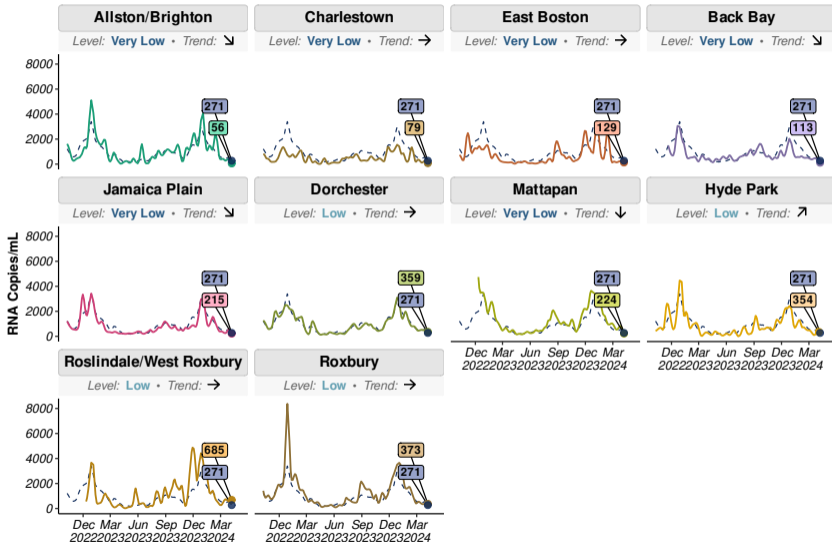 Allston/Brighton Charlestown East Boston Back Bay
Level: Very Low • Trend: ↘ Level: Very Low • Trend: → Level: Very Low • Trend: → Level: Very Low • Trend: ↘
8000
6000
4000
2000
0
271 271 271 271
56 79 129 113
Jamaica Plain Dorchester Mattapan Hyde Park
Level: Very Low • Trend: ↘ Level: Low • Trend: → Level: Very Low • Trend: ↓ Level: Low • Trend: ↗
RNA Copies/mL
8000
6000
4000
2000
0
271 359 271 271
215 271 224 354
Dec Mar Jun Sep Dec Mar Dec Mar Jun Sep Dec Mar
2022 2023 2023 2023 2023 2024 2022 2023 2023 2023 2023 2024
Roslindale/West Roxbury Roxbury
Level: Low • Trend: → Level: Low • Trend: →
8000
6000
4000
2000
0
685 373
271 271
Dec Mar Jun Sep Dec Mar Dec Mar Jun Sep Dec Mar
2022 2023 2023 2023 2023 2024 2022 2023 2023 2023 2023 2024